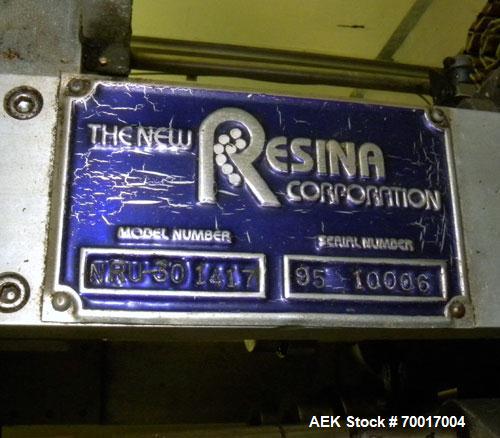 THE NEW RESINA
CORPORATION
MODEL NUMBER SERIAL NUMBER
NRU-30 1417 95 10006
AEK Stock # 70017004